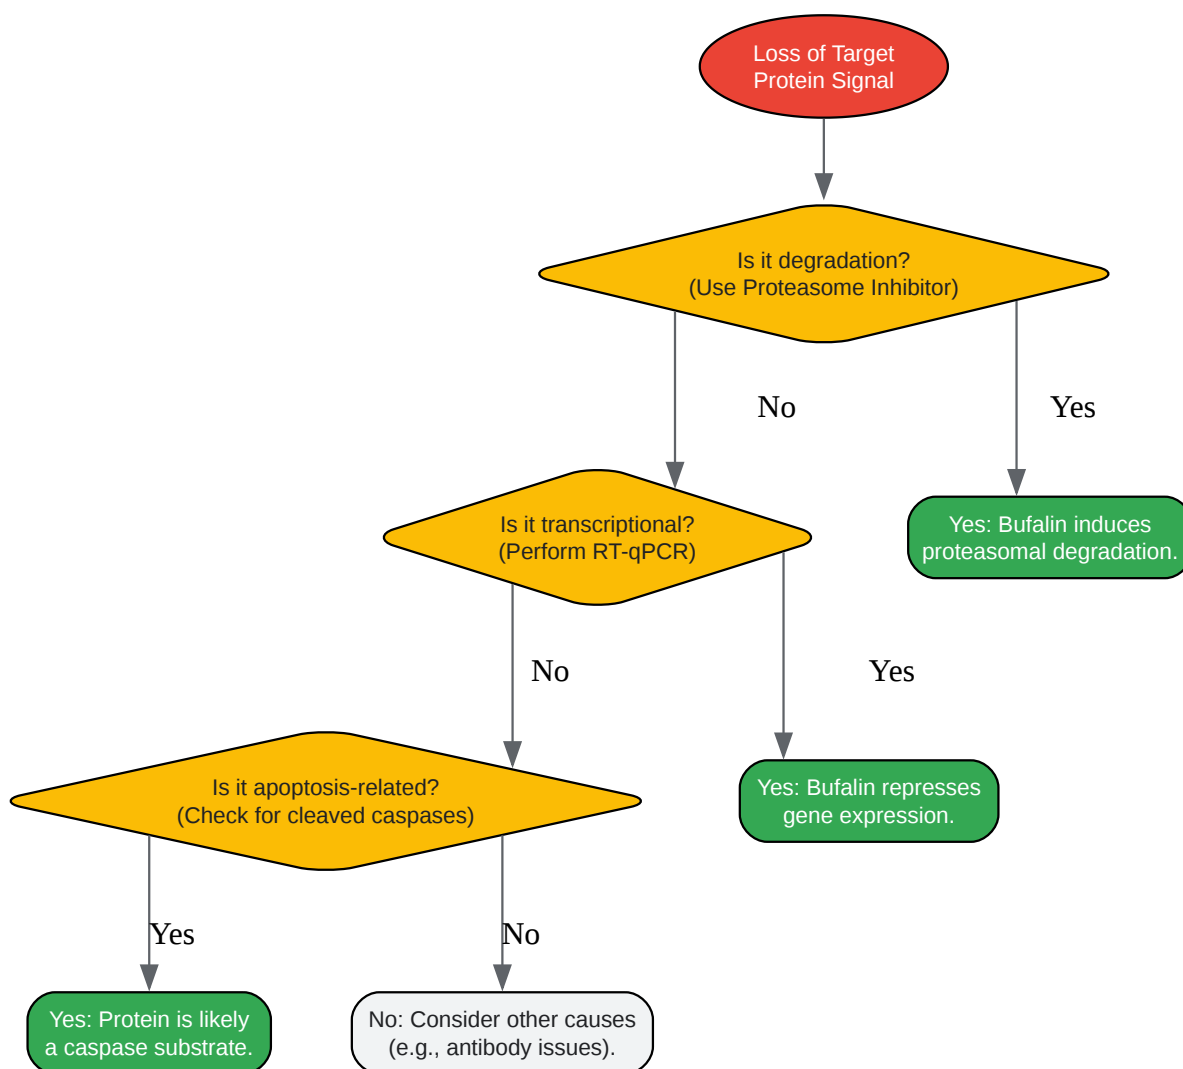 Loss of Target
Protein Signal
Is it degradation?
(Use Proteasome Inhibitor)
No
Yes
Is it transcriptional?
(Perform RT-qPCR)
Yes: Bufalin induces
proteasomal degradation.
No
Yes
Is it apoptosis-related?
(Check for cleaved caspases)
Yes: Bufalin represses
gene expression.
Yes
No
Yes: Protein is likely
a caspase substrate.
No: Consider other causes
(e.g., antibody issues).